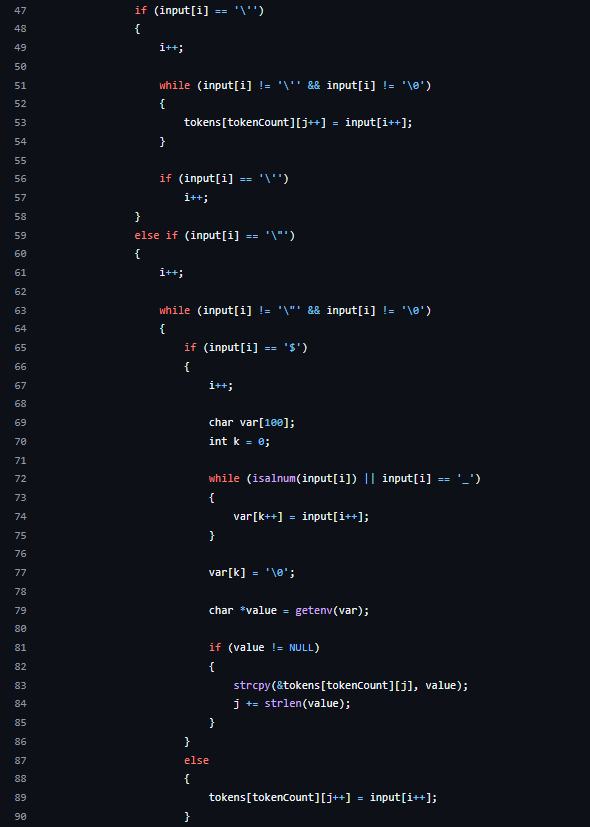 47 if (input[i] == '\'')
48 {
49 i++;
50
51 while (input[i] != '\'' && input[i] != '\0')
52 {
53 tokens[tokenCount][j++] = input[i++];
54 }
55
56 if (input[i] == '\'')
57 i++;
58 }
59 else if (input[i] == '\"')
60 {
61 i++;
62
63 while (input[i] != '\"' && input[i] != '\0')
64 {
65 if (input[i] == '$')
66 {
67 i++;
68
69 char var[100];
70 int k = 0;
71
72 while (isalnum(input[i]) || input[i] == '_')
73 {
74 var[k++] = input[i++];
75 }
76
77 var[k] = '\0';
78
79 char *value = getenv(var);
80
81 if (value != NULL)
82 {
83 strcpy(&tokens[tokenCount][j], value);
84 j += strlen(value);
85 }
86 }
87 else
88 {
89 tokens[tokenCount][j++] = input[i++];
90 }